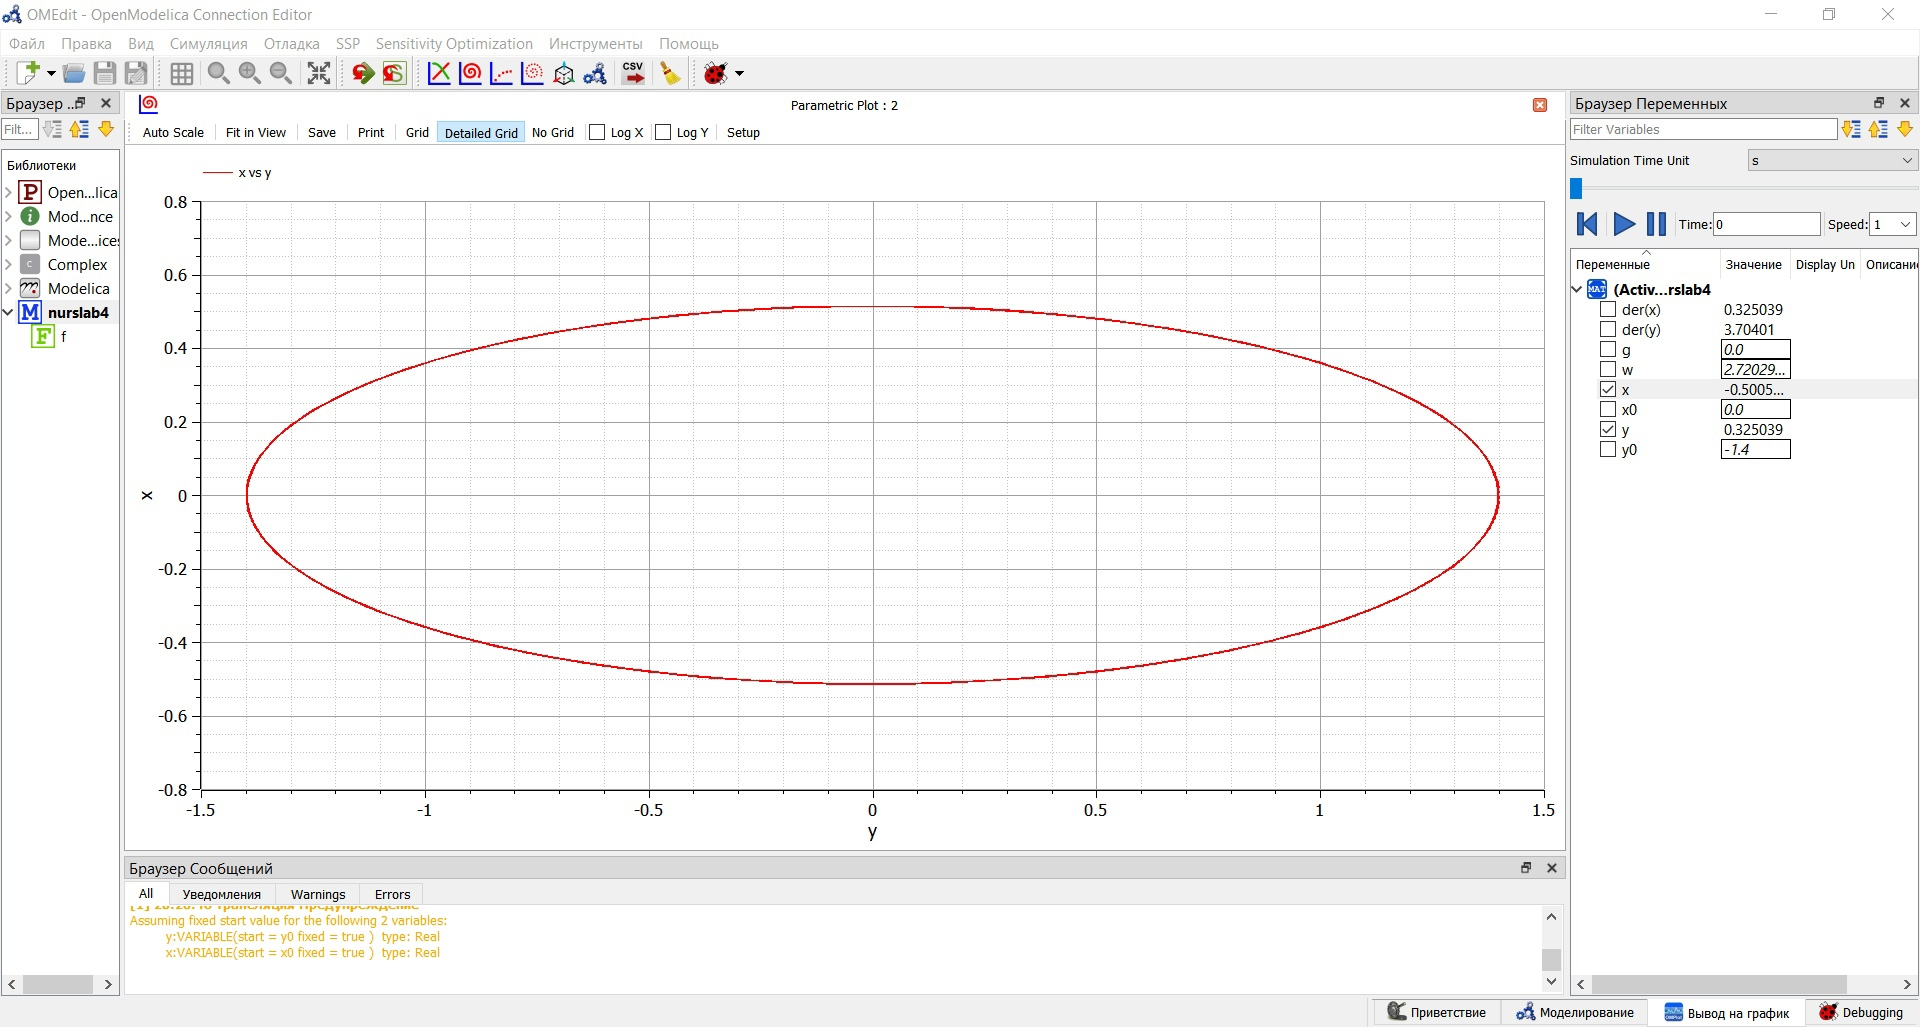 OMEdit - OpenModelica Connection Editor
Файл Правка Вид Симуляция Отладка SSP Sensitivity Optimization Инструменты Помощь
CSV
Браузер ..
Filt...
Библиотеки
P Open...lica
i Mod...nce
Mode...ices
C Complex
Modelica
M nurslab4
F f
Parametric Plot : 2
Auto Scale Fit in View Save Print Grid Detailed Grid No Grid Log X Log Y Setup
x vs y
0.8
0.6
0.4
0.2
x 0
-0.2
-0.4
-0.6
-0.8
-1.5 -1 -0.5 0 0.5 1 1.5
y
Браузер Сообщений
All Уведомления Warnings Errors
Assuming fixed start value for the following 2 variables:
y:VARIABLE(start = y0 fixed = true ) type: Real
x:VARIABLE(start = x0 fixed = true ) type: Real
Браузер Переменных
Filter Variables
Simulation Time Unit s
Time: 0 Speed: 1
Переменные Значение Display Un Описани
MAT (Activ...rslab4
der(x) 0.325039
der(y) 3.70401
g 0.0
w 2.72029...
x -0.5005...
x0 0.0
y 0.325039
y0 -1.4
Приветствие Моделирование Вывод на график Debugging